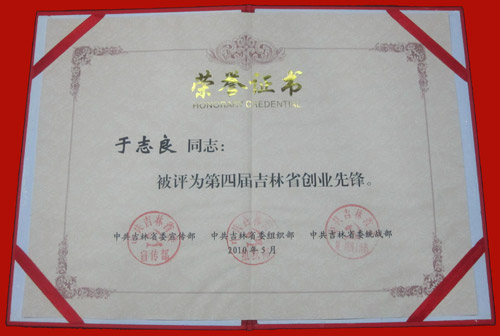 荣誉证书
HONORARY CREDENTIAL
于志良 同志:
被评为第四届吉林省创业先锋。
中共吉林省委宣传部 中共吉林省委组织部 中共吉林省委统战部
2010年5月